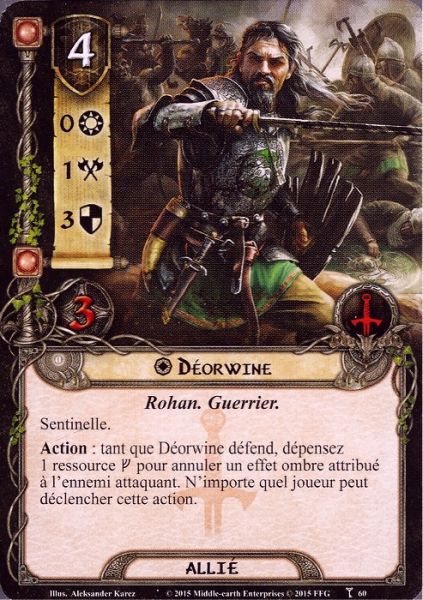 4
0
1
3
3
Déorwine
Rohan. Guerrier.
Sentinelle.
Action : tant que Déorwine défend, dépensez
1 ressource pour annuler un effet ombre attribué
à l'ennemi attaquant. N'importe quel joueur peut
déclencher cette action.
ALLIÉ
Illus. Aleksander Karcz © 2015 Middle-earth Enterprises © 2015 FFG 60